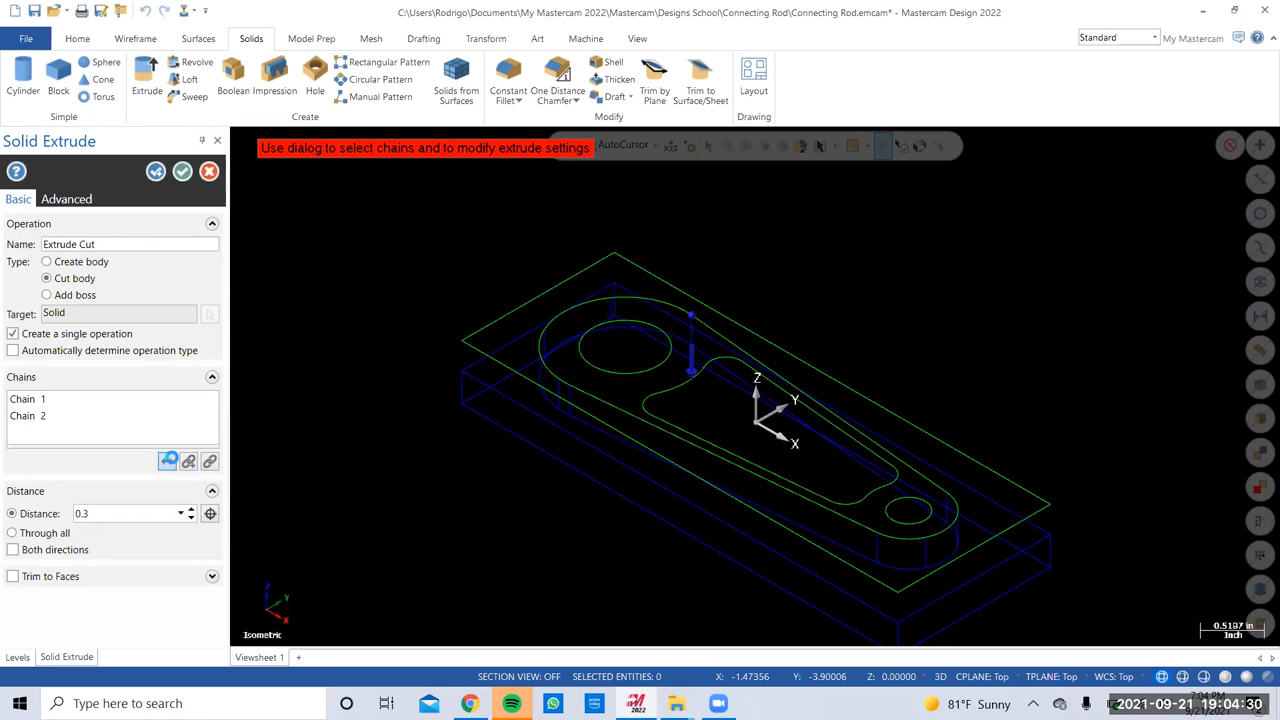 C:\Users\Rodrigo\Documents\My Mastercam 2022\Mastercam\Designs School\Connecting Rod\Connecting Rod.emcam* - Mastercam Design 2022
File Home Wireframe Surfaces Solids Model Prep Mesh Drafting Transform Art Machine View Standard My Mastercam
Cylinder
Block
Sphere
Cone
Torus
Simple
Extrude
Revolve
Loft
Sweep
Boolean
Impression
Hole
Rectangular Pattern
Circular Pattern
Manual Pattern
Solids from
Surfaces
Create
Constant
Fillet
One Distance
Chamfer
Shell
Thicken
Draft
Trim by
Plane
Trim to
Surface/Sheet
Modify
Layout
Drawing
Solid Extrude
Basic Advanced
Operation
Name: Extrude Cut
Type: Create body
Cut body
Add boss
Target: Solid
Create a single operation
Automatically determine operation type
Chains
Chain 1
Chain 2
Distance
Distance: 0.3
Through all
Both directions
Trim to Faces
Levels Solid Extrude
Use dialog to select chains and to modify extrude settings
AutoCursor
Z
Y
X
Z
Y
X
Isometric
0.5197 in
Inch
Viewsheet 1 +
SECTION VIEW: OFF SELECTED ENTITIES: 0 X: -1.47356 Y: -3.90006 Z: 0.00000 3D CPLANE: Top TPLANE: Top WCS: Top
Type here to search
2022
81°F Sunny
7:04 PM
2021-09-21 19:04:30